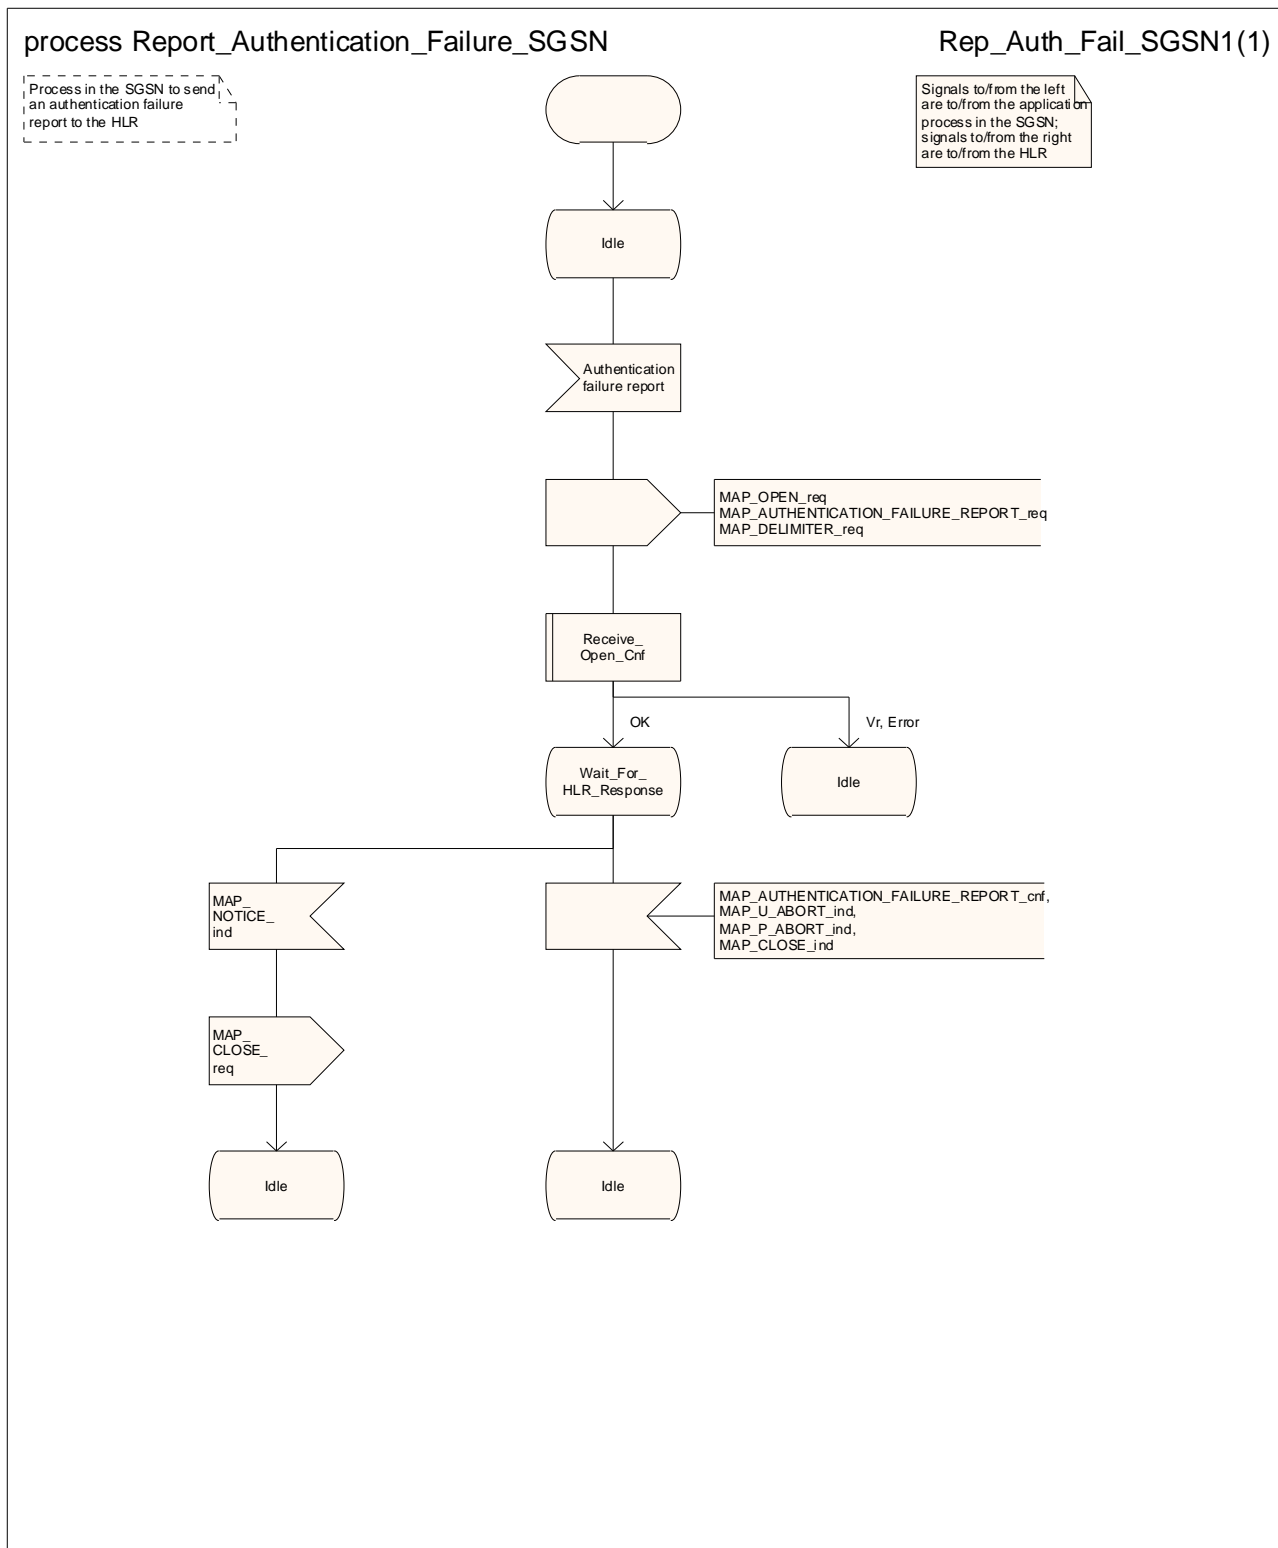 process Report_Authentication_Failure_SGSN
Rep_Auth_Fail_SGSN1(1)
Process in the SGSN to send
an authentication failure
report to the HLR
Signals to/from the left
are to/from the application
process in the SGSN;
signals to/from the right
are to/from the HLR
Idle
Authentication
failure report
MAP_OPEN_req
MAP_AUTHENTICATION_FAILURE_REPORT_req
MAP_DELIMITER_req
Receive_
Open_Cnf
OK
Vr, Error
Wait_For_
HLR_Response
Idle
MAP_
NOTICE_
ind
MAP_AUTHENTICATION_FAILURE_REPORT_cnf,
MAP_U_ABORT_ind,
MAP_P_ABORT_ind,
MAP_CLOSE_ind
MAP_
CLOSE_
req
Idle
Idle